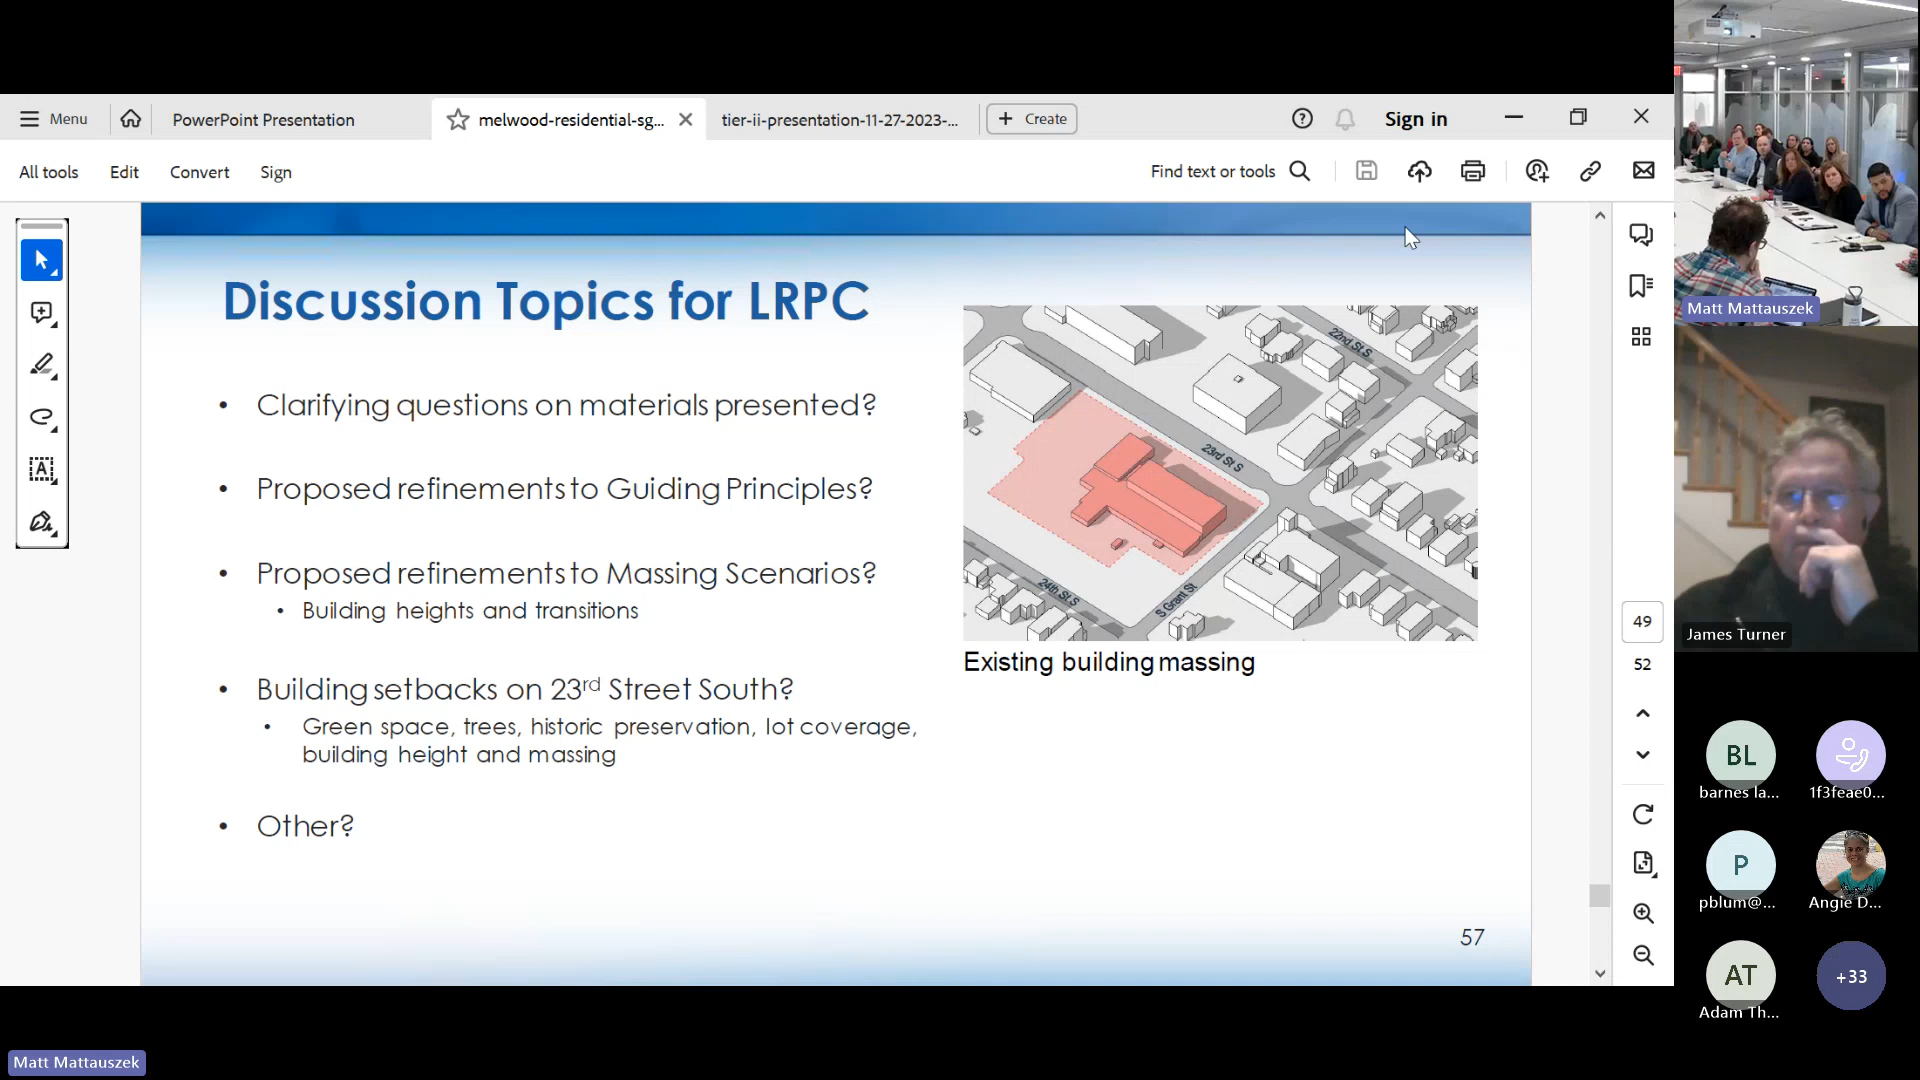 Menu
PowerPoint Presentation
melwood-residential-sg...
tier-ii-presentation-11-27-2023-...
Create
Sign in
All tools
Edit
Convert
Sign
Find text or tools
Discussion Topics for LRPC
• Clarifying questions on materials presented?
• Proposed refinements to Guiding Principles?
• Proposed refinements to Massing Scenarios?
• Building heights and transitions
• Building setbacks on 23rd Street South?
• Green space, trees, historic preservation, lot coverage,
building height and massing
• Other?
22nd St S
23rd St S
24th St S
S Grant St
Existing building massing
57
49
52
Matt Mattauszek
James Turner
BL
barnes la...
1f3feae0...
P
pblum@...
Angie D...
AT
Adam Th...
+33
Matt Mattauszek